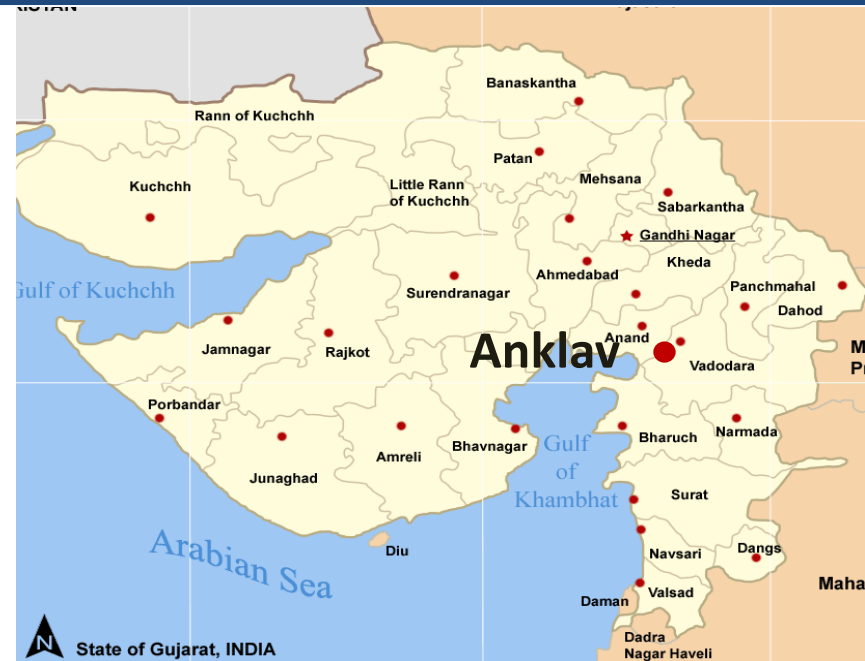 Banaskantha
Rann of Kuchchh
Patan
Mehsana
Kuchchh
Little Rann
of Kuchchh
Sabarkantha
Gandhi Nagar
Kheda
Ahmedabad
Gulf of Kuchchh
Surendranagar
Panchmahal
Dahod
Jamnagar
Rajkot
Anand
Anklav
Vadodara
Porbandar
Bhavnagar
Bharuch
Narmada
Amreli
Junaghad
Gulf
of
Khambhat
Surat
Arabian Sea
Diu
Navsari
Dangs
Maha
Valsad
Daman
Dadra
Nagar Haveli
N
State of Gujarat, INDIA